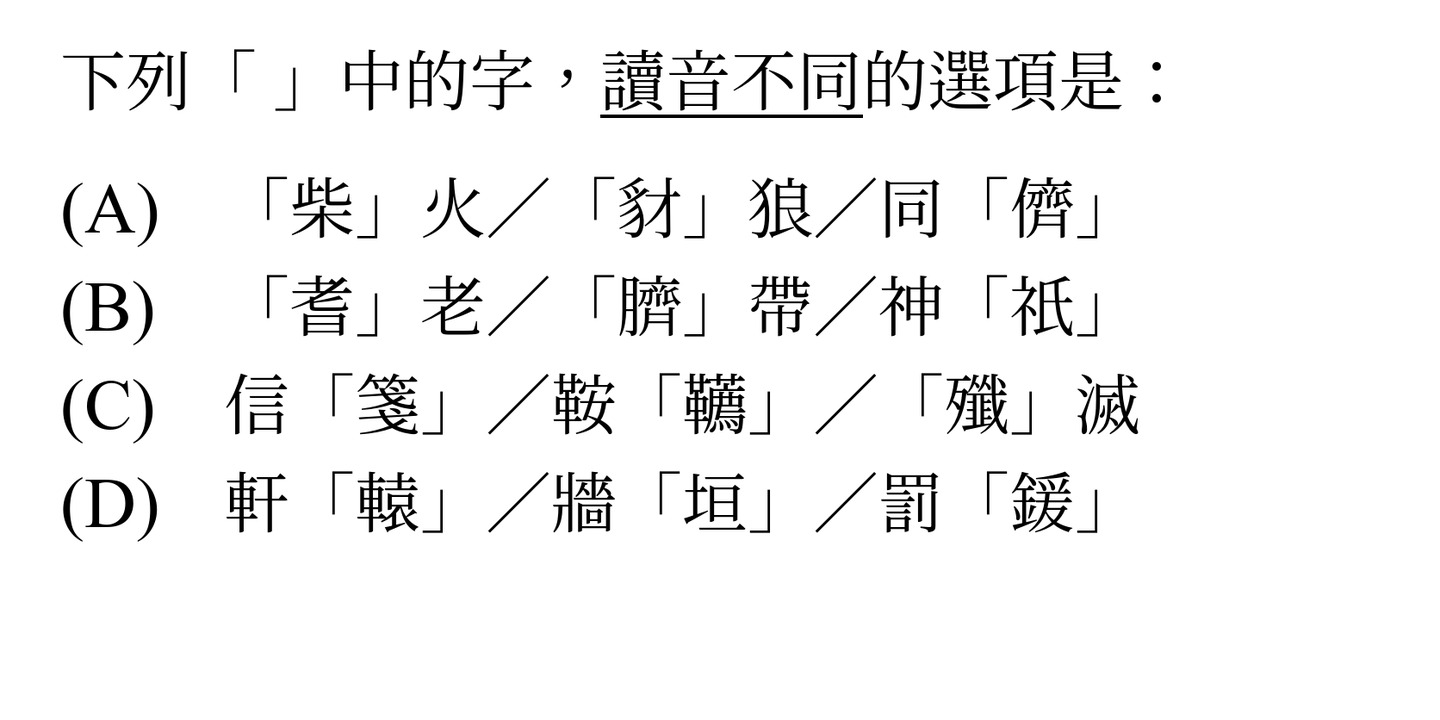 下列「 」中的字，讀音不同的選項是：
(A) 「柴」火／「豺」狼／同「儕」
(B) 「耆」老／「臍」帶／神「祇」
(C) 信「箋」／鞍「韉」／「殲」滅
(D) 軒「轅」／牆「垣」／罰「鍰」